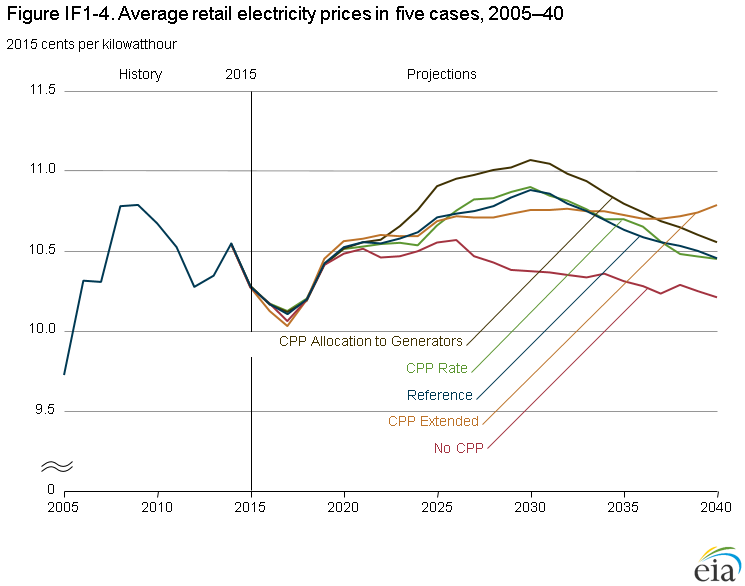 Figure IF1-4. Average retail electricity prices in five cases, 2005–40
2015 cents per kilowatthour
History 2015 Projections
11.5
11.0
10.5
10.0
CPP Allocation to Generators
CPP Rate
Reference
9.5
CPP Extended
No CPP
0
2005 2010 2015 2020 2025 2030 2035 2040
eia